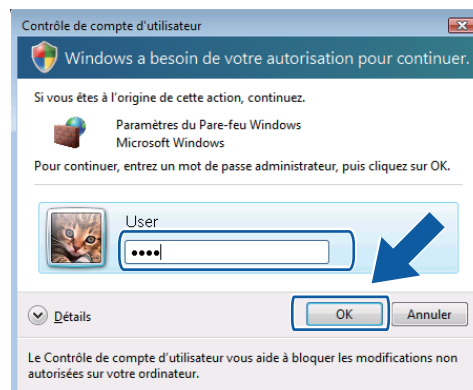 Contrôle de compte d'utilisateur
Windows a besoin de votre autorisation pour continuer.
Si vous êtes à l'origine de cette action, continuez.
Paramètres du Pare-feu Windows
Microsoft Windows
Pour continuer, entrez un mot de passe administrateur, puis cliquez sur OK.
User
••••
Détails
OK
Annuler
Le Contrôle de compte d'utilisateur vous aide à bloquer les modifications non
autorisées sur votre ordinateur.